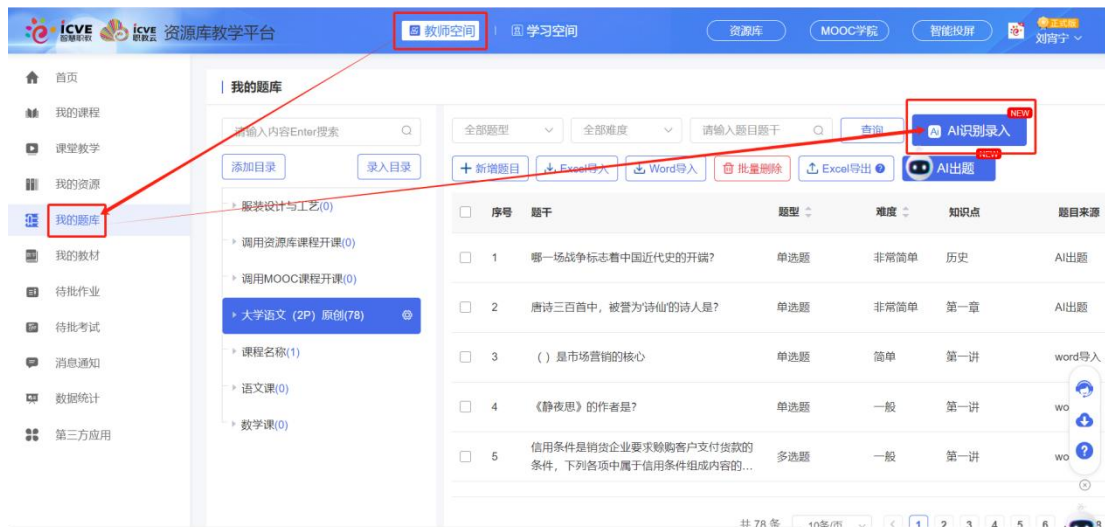 icve 智慧职教 icve 职教云 资源库教学平台 教师空间 学习空间 资源库 MOOC学院 智能投屏 正式版 刘宵宁
首页
我的课程
课堂教学
我的资源
我的题库
我的教材
待批作业
待批考试
消息通知
数据统计
第三方应用
我的题库
请输入内容Enter搜索
添加目录 录入目录
服装设计与工艺(0)
调用资源库课程开课(0)
调用MOOC课程开课(0)
大学语文（2P）原创(78)
课程名称(1)
语文课(0)
数学课(0)
全部题型 全部难度 请输入题目题干 查询 AI识别录入 NEW
新增题目 Excel导入 Word导入 批量删除 Excel导出 AI出题 NEW
序号 题干 题型 难度 知识点 题目来源
1 哪一场战争标志着中国近代史的开端? 单选题 非常简单 历史 AI出题
2 唐诗三百首中，被誉为'诗仙'的诗人是? 单选题 非常简单 第一章 AI出题
3 （ ）是市场营销的核心 单选题 简单 第一讲 word导入
4 《静夜思》的作者是? 单选题 一般 第一讲 wo
5 信用条件是销货企业要求赊购客户支付货款的
条件，下列各项中属于信用条件组成内容的... 多选题 一般 第一讲 wo
共 78 条 10条/页 1 2 3 4 5 6 8